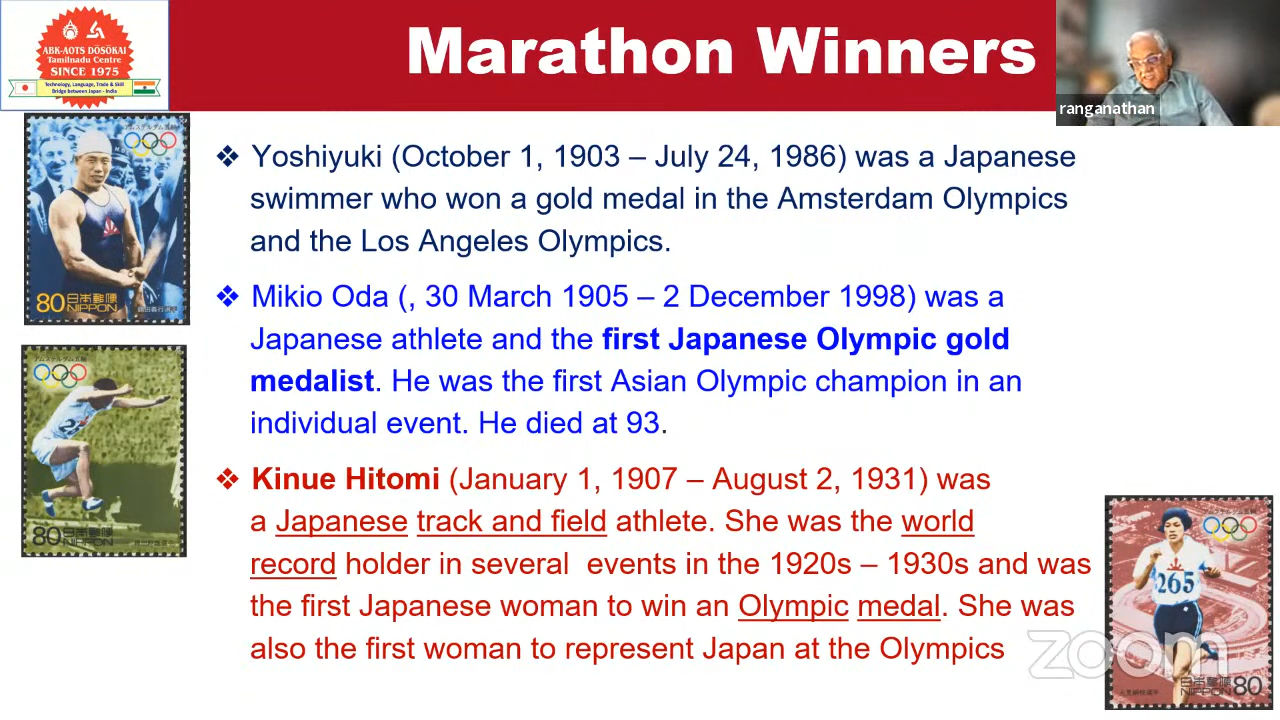 ABK-AOTS DŌSŌKAI
Tamilnadu Centre
SINCE 1975
Technology, Language, Trade & Skill
Bridge between Japan - India
Marathon Winners
ranganathan
❖ Yoshiyuki (October 1, 1903 – July 24, 1986) was a Japanese
swimmer who won a gold medal in the Amsterdam Olympics
and the Los Angeles Olympics.
❖ Mikio Oda (, 30 March 1905 – 2 December 1998) was a
Japanese athlete and the first Japanese Olympic gold
medalist. He was the first Asian Olympic champion in an
individual event. He died at 93.
❖ Kinue Hitomi (January 1, 1907 – August 2, 1931) was
a Japanese track and field athlete. She was the world
record holder in several events in the 1920s – 1930s and was
the first Japanese woman to win an Olympic medal. She was
also the first woman to represent Japan at the Olympics
80 日本郵便
NIPPON
80 日本郵便
NIPPON
265
日本郵便 80
NIPPON
zoom